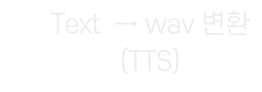 Text → wav 변환
(TTS)